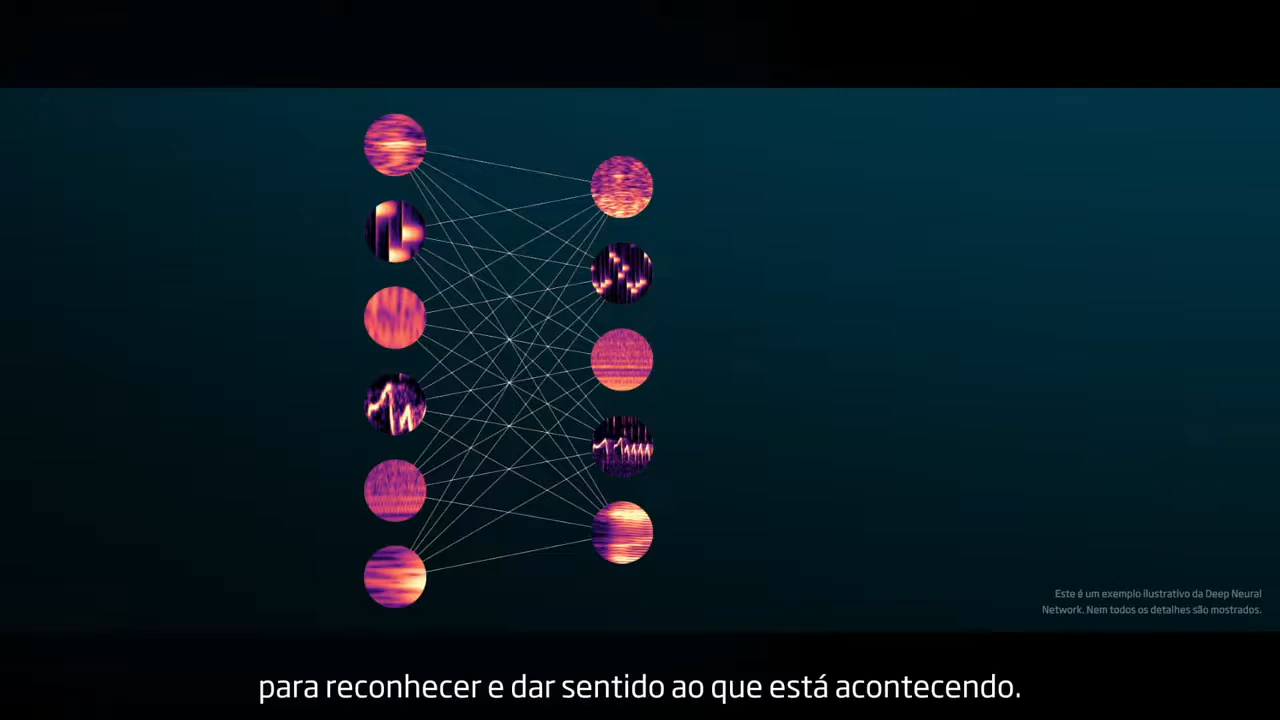 Este é um exemplo ilustrativo da Deep Neural
Network. Nem todos os detalhes são mostrados.
para reconhecer e dar sentido ao que está acontecendo.